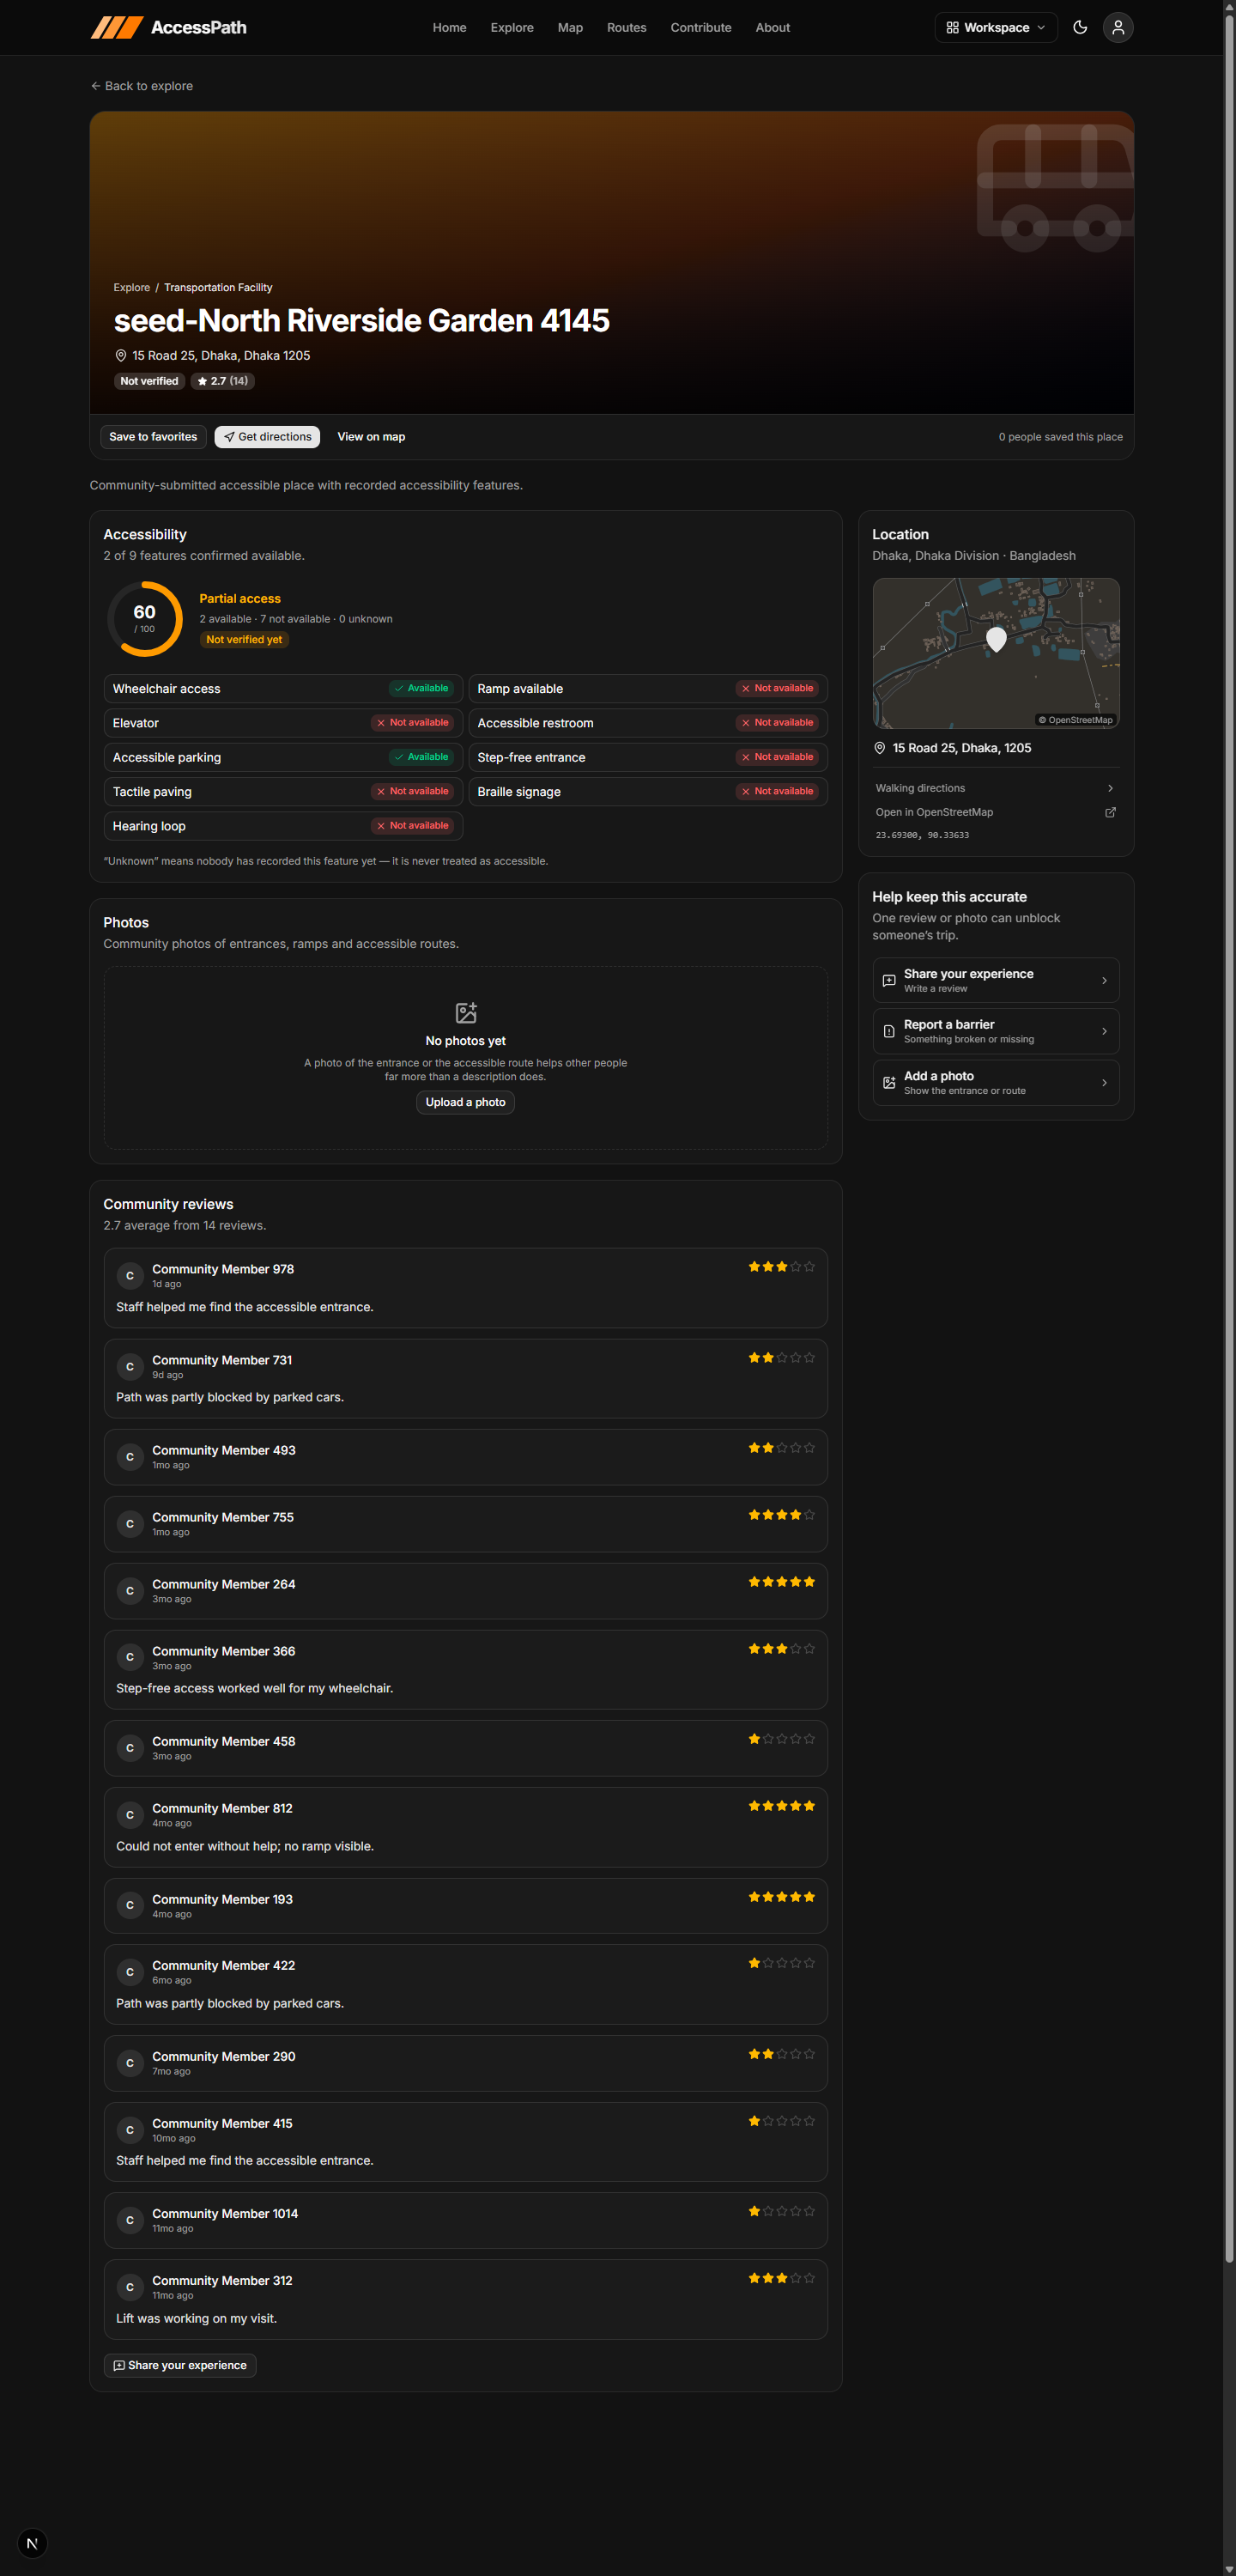 AccessPath
Home
Explore
Map
Routes
Contribute
About
Workspace
Back to explore
Explore / Transportation Facility
seed-North Riverside Garden 4145
15 Road 25, Dhaka, Dhaka 1205
Not verified
2.7 (14)
Save to favorites
Get directions
View on map
0 people saved this place
Community-submitted accessible place with recorded accessibility features.
Accessibility
2 of 9 features confirmed available.
60
/ 100
Partial access
2 available · 7 not available · 0 unknown
Not verified yet
Wheelchair access
Available
Ramp available
Not available
Elevator
Not available
Accessible restroom
Not available
Accessible parking
Available
Step-free entrance
Not available
Tactile paving
Not available
Braille signage
Not available
Hearing loop
Not available
“Unknown” means nobody has recorded this feature yet — it is never treated as accessible.
Location
Dhaka, Dhaka Division · Bangladesh
© OpenStreetMap
15 Road 25, Dhaka, 1205
Walking directions
Open in OpenStreetMap
23.69300, 90.33633
Help keep this accurate
One review or photo can unblock
someone’s trip.
Share your experience
Write a review
Report a barrier
Something broken or missing
Add a photo
Show the entrance or route
Photos
Community photos of entrances, ramps and accessible routes.
No photos yet
A photo of the entrance or the accessible route helps other people
far more than a description does.
Upload a photo
Community reviews
2.7 average from 14 reviews.
C
Community Member 978
1d ago
Staff helped me find the accessible entrance.
C
Community Member 731
9d ago
Path was partly blocked by parked cars.
C
Community Member 493
1mo ago
C
Community Member 755
1mo ago
C
Community Member 264
3mo ago
C
Community Member 366
3mo ago
Step-free access worked well for my wheelchair.
C
Community Member 458
3mo ago
C
Community Member 812
4mo ago
Could not enter without help; no ramp visible.
C
Community Member 193
4mo ago
C
Community Member 422
6mo ago
Path was partly blocked by parked cars.
C
Community Member 290
7mo ago
C
Community Member 415
10mo ago
Staff helped me find the accessible entrance.
C
Community Member 1014
11mo ago
C
Community Member 312
11mo ago
Lift was working on my visit.
Share your experience
N